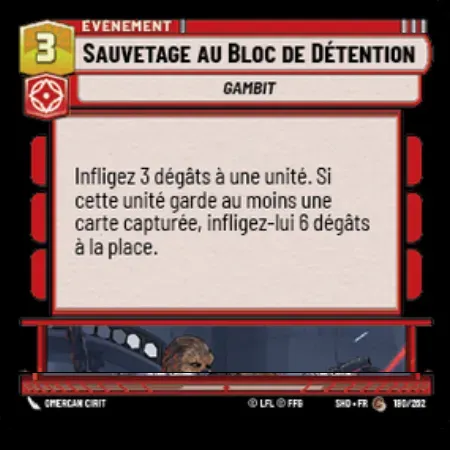 ÉVÉNEMENT
3
SAUVETAGE AU BLOC DE DÉTENTION
GAMBIT
Infligez 3 dégâts à une unité. Si
cette unité garde au moins une
carte capturée, infligez-lui 6 dégâts
à la place.
OMERCAN CIRIT
© LFL © FFG
SHD • FR
180/262